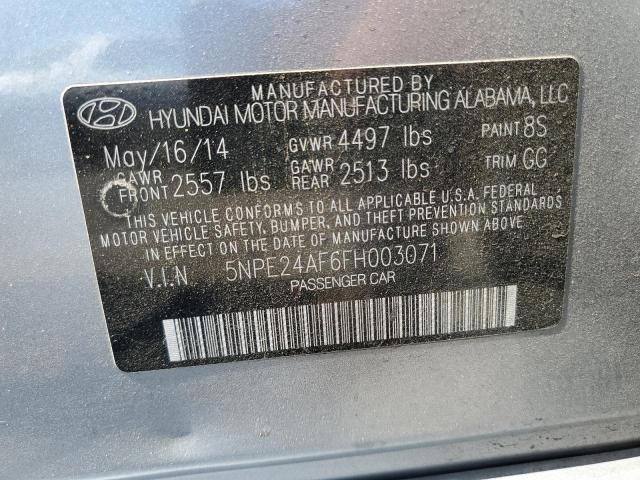 MANUFACTURED BY
HYUNDAI MOTOR MANUFACTURING ALABAMA, LLC
May/16/14 GVWR 4497 lbs PAINT 8S
GAWR FRONT 2557 lbs GAWR REAR 2513 lbs TRIM GG
THIS VEHICLE CONFORMS TO ALL APPLICABLE U.S.A. FEDERAL
MOTOR VEHICLE SAFETY, BUMPER, AND THEFT PREVENTION STANDARDS
IN EFFECT ON THE DATE OF MANUFACTURE SHOWN ABOVE.
V.I.N 5NPE24AF6FH003071
PASSENGER CAR